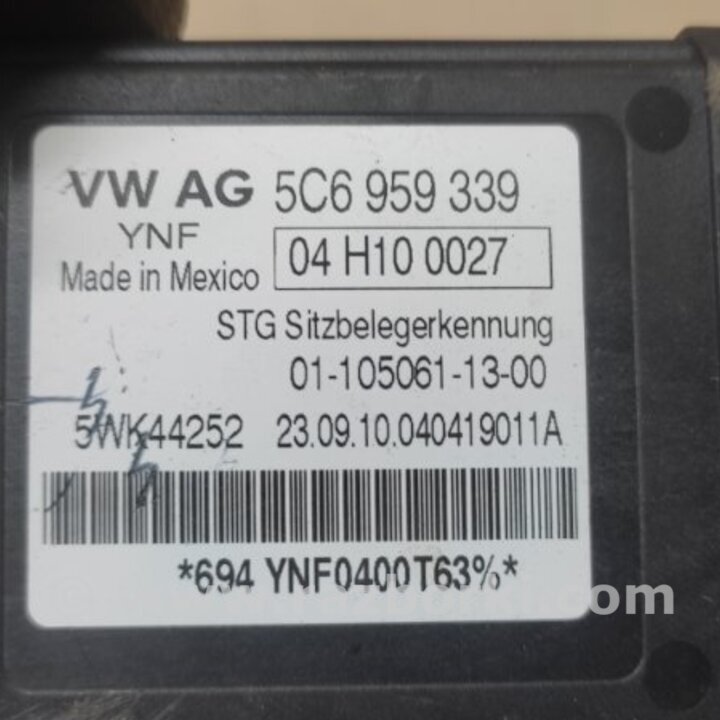 VW AG 5C6 959 339
YNF 04 H10 0027
Made in Mexico
STG Sitzbelegerkennung
01-105061-13-00
5WK44252 23.09.10.040419011A
*694 YNF0400T63%*
.com